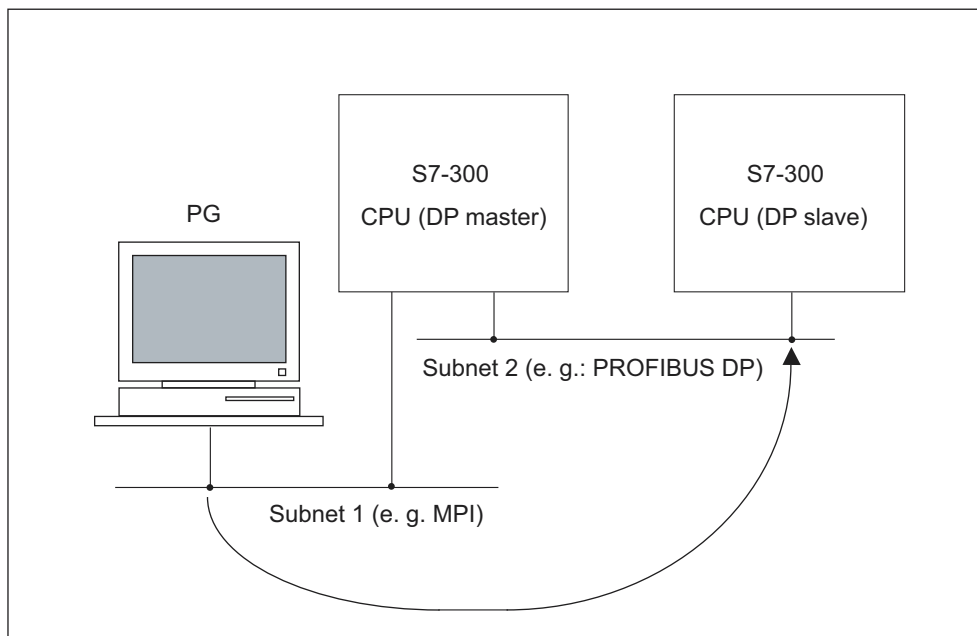 PG
S7-300
CPU (DP master)
S7-300
CPU (DP slave)
Subnet 2 (e. g.: PROFIBUS DP)
Subnet 1 (e. g. MPI)